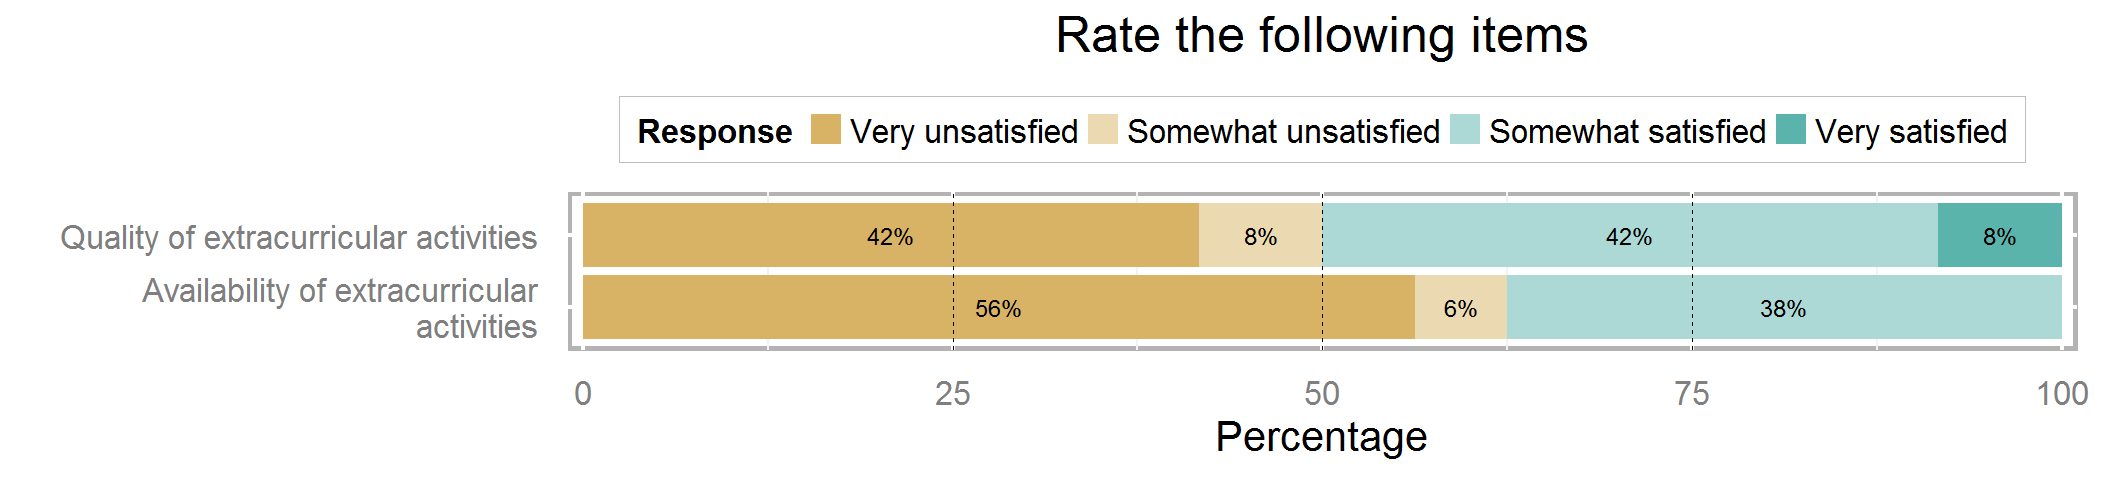 Rate the following items
Response Very unsatisfied Somewhat unsatisfied Somewhat satisfied Very satisfied
Quality of extracurricular activities 42% 8% 42% 8%
Availability of extracurricular
activities
56% 6% 38%
0 25 50 75 100
Percentage